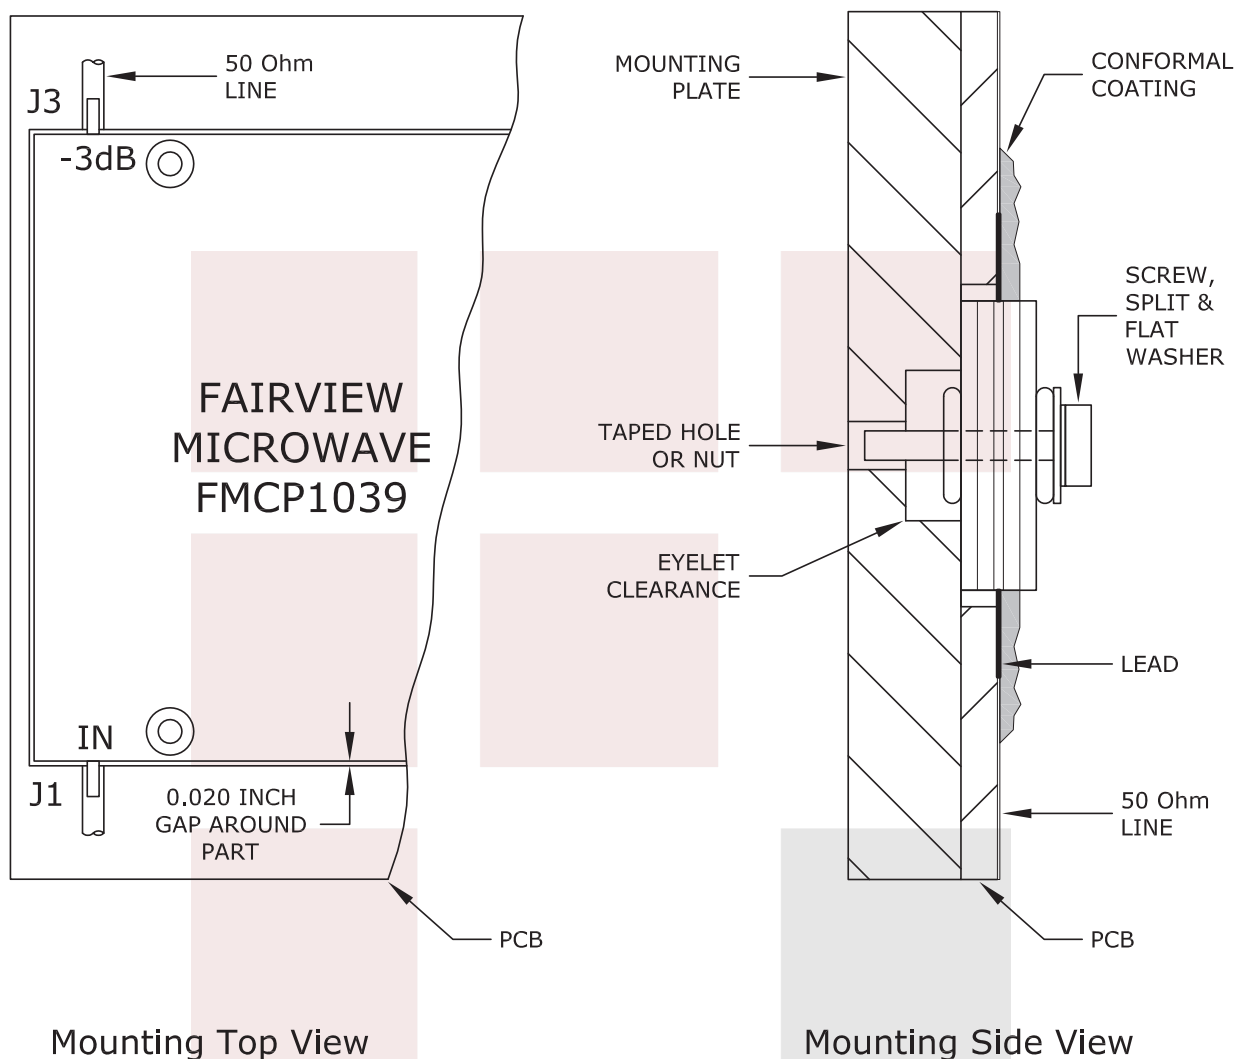 50 Ohm
LINE
J3
-3dB
FAIRVIEW
MICROWAVE
FMCP1039
IN
J1
0.020 INCH
GAP AROUND
PART
PCB
Mounting Top View
MOUNTING
PLATE
CONFORMAL
COATING
SCREW,
SPLIT &
FLAT
WASHER
TAPED HOLE
OR NUT
EYELET
CLEARANCE
LEAD
50 Ohm
LINE
PCB
Mounting Side View